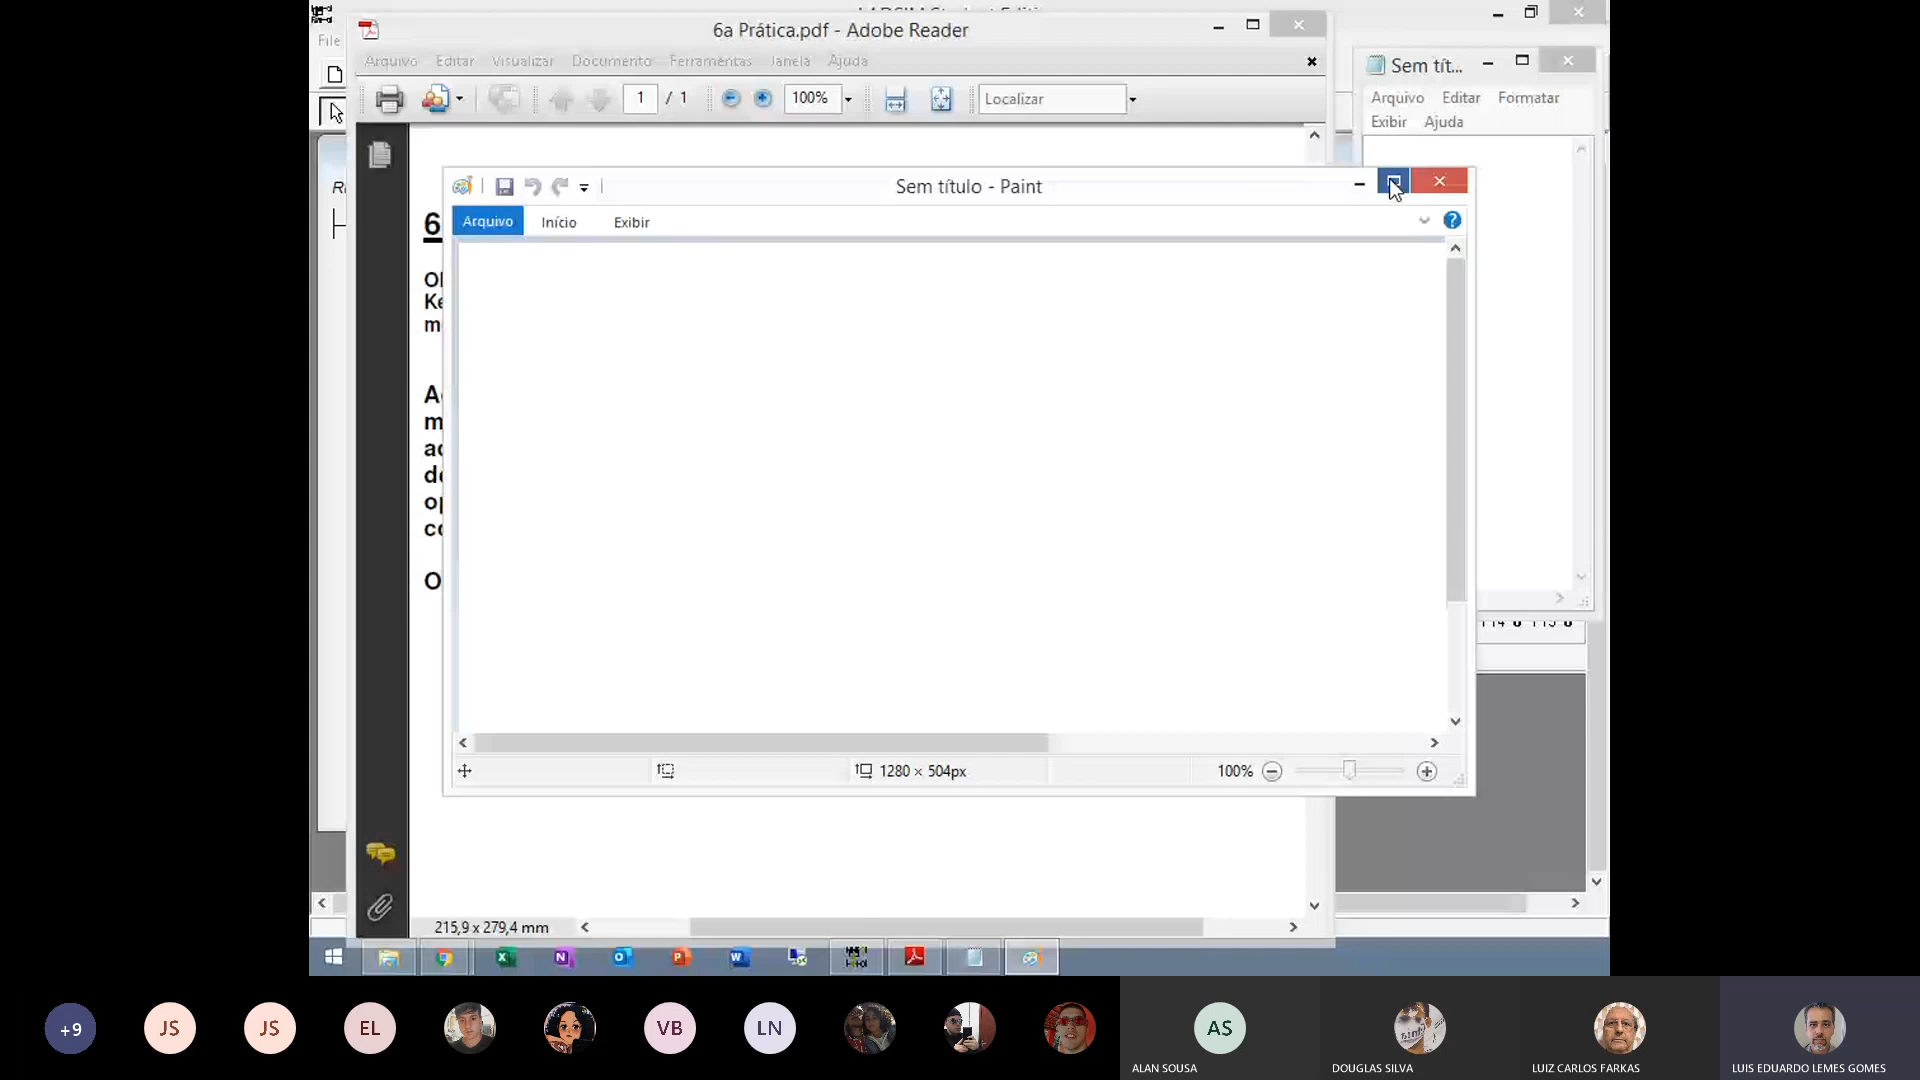 File
6a Prática.pdf - Adobe Reader
Arquivo Editar Visualizar Documento Ferramentas Janela Ajuda
1 / 1 100% Localizar
Sem tít...
Arquivo Editar Formatar
Exibir Ajuda
Sem título - Paint
Arquivo Início Exibir
6
m
O
1280 × 504px 100%
215,9 x 279,4 mm
+9 JS JS EL VB LN AS
ALAN SOUSA DOUGLAS SILVA LUIZ CARLOS FARKAS LUIS EDUARDO LEMES GOMES